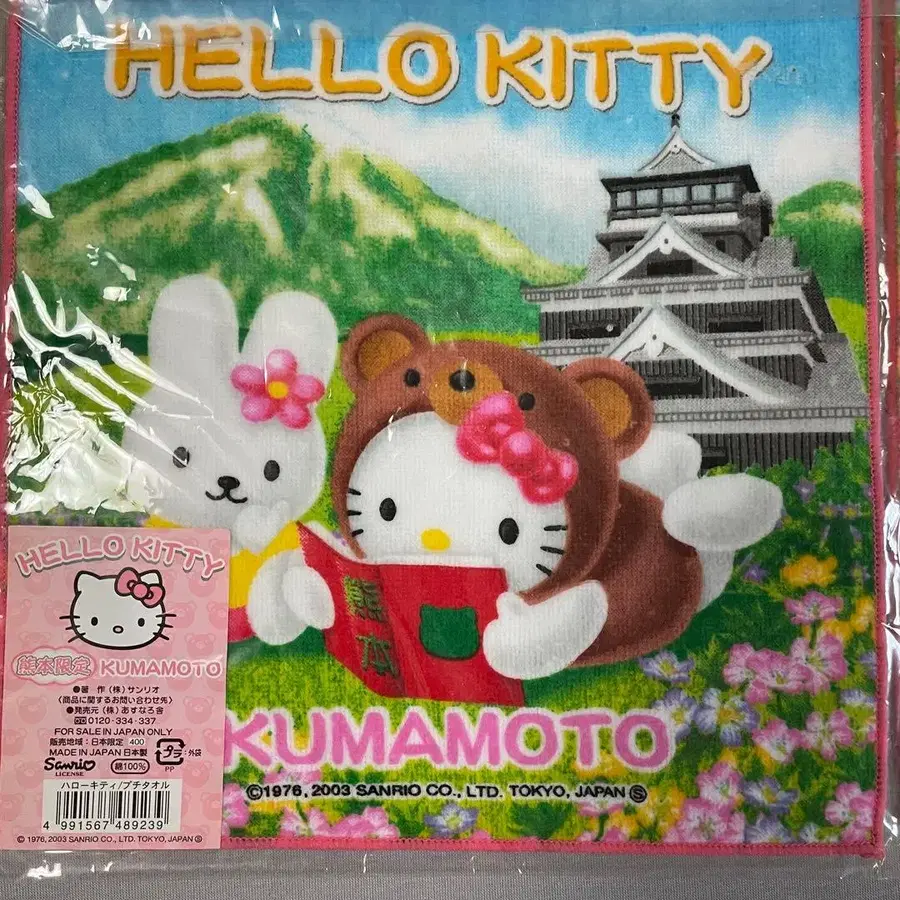 HELLO KITTY
熊本
KUMAMOTO
©1976, 2003 SANRIO CO., LTD. TOKYO, JAPAN Ⓢ
HELLO KITTY
熊本限定 KUMAMOTO
●著 作 (株) サンリオ
〈商品に関するお問い合わせ先〉
●発売元 (株) あすなろ舎
0120-334-337
FOR SALE IN JAPAN ONLY
販売地域:日本限定 400
MADE IN JAPAN 日本製
プラ :外袋
PP
Sanrio
LICENSE
綿100%
ハローキティ/プチタオル
4 991567 489239
© 1976, 2003 SANRIO CO., LTD. TOKYO, JAPAN Ⓢ